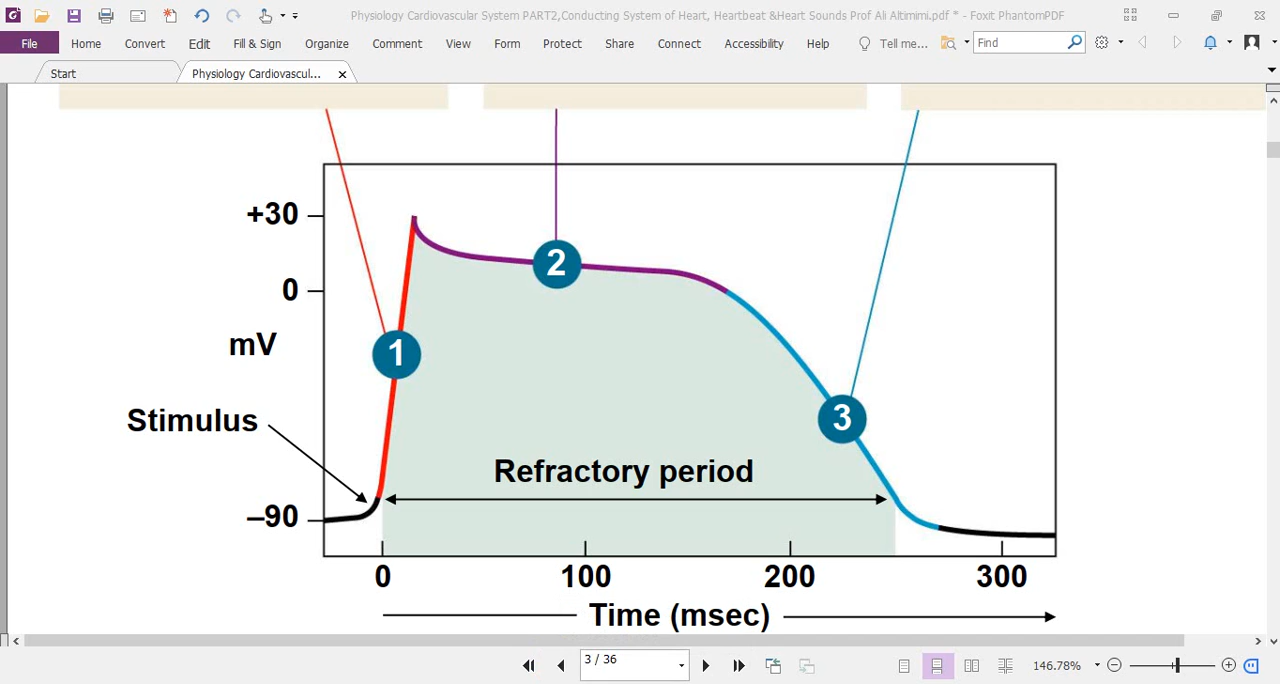 Physiology Cardiovascular System PART2,Conducting System of Heart, Heartbeat &Heart Sounds Prof Ali Altimimi.pdf * - Foxit PhantomPDF
File Home Convert Edit Fill & Sign Organize Comment View Form Protect Share Connect Accessibility Help Tell me... Find
Start Physiology Cardiovascul...
+30
2
0
mV
1
Stimulus
3
Refractory period
–90
0 100 200 300
Time (msec)
3 / 36 146.78%